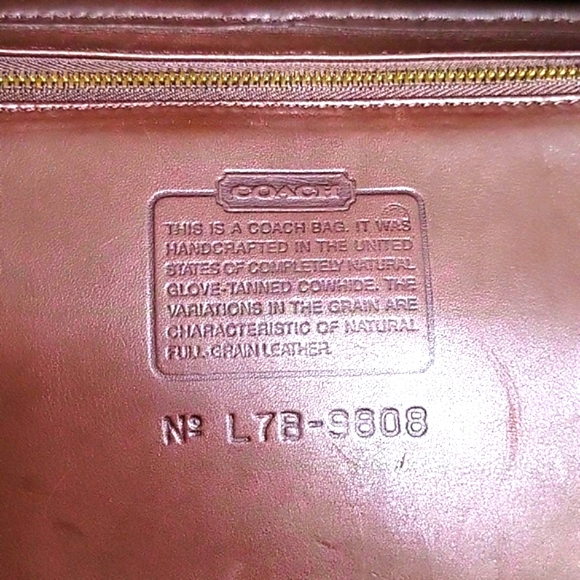 COACH
THIS IS A COACH BAG. IT WAS
HANDCRAFTED IN THE UNITED
STATES OF COMPLETELY NATURAL
GLOVE-TANNED COWHIDE. THE
VARIATIONS IN THE GRAIN ARE
CHARACTERISTIC OF NATURAL
FULL GRAIN LEATHER.
Nº L7B-9808